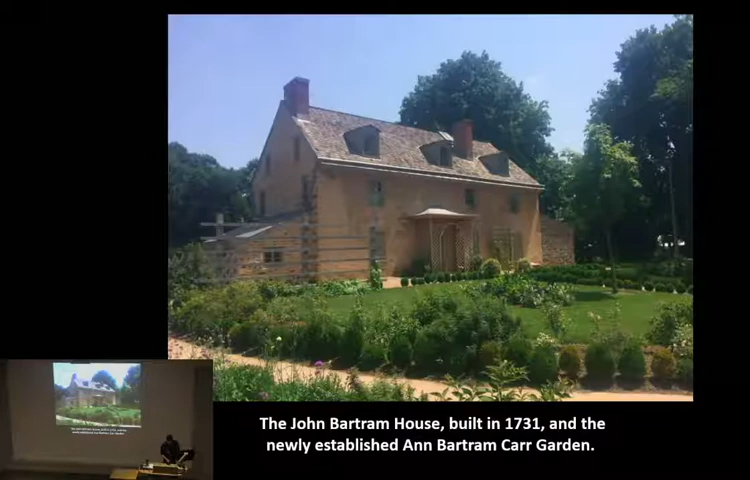 The John Bartram House, built in 1731, and the
newly established Ann Bartram Carr Garden.